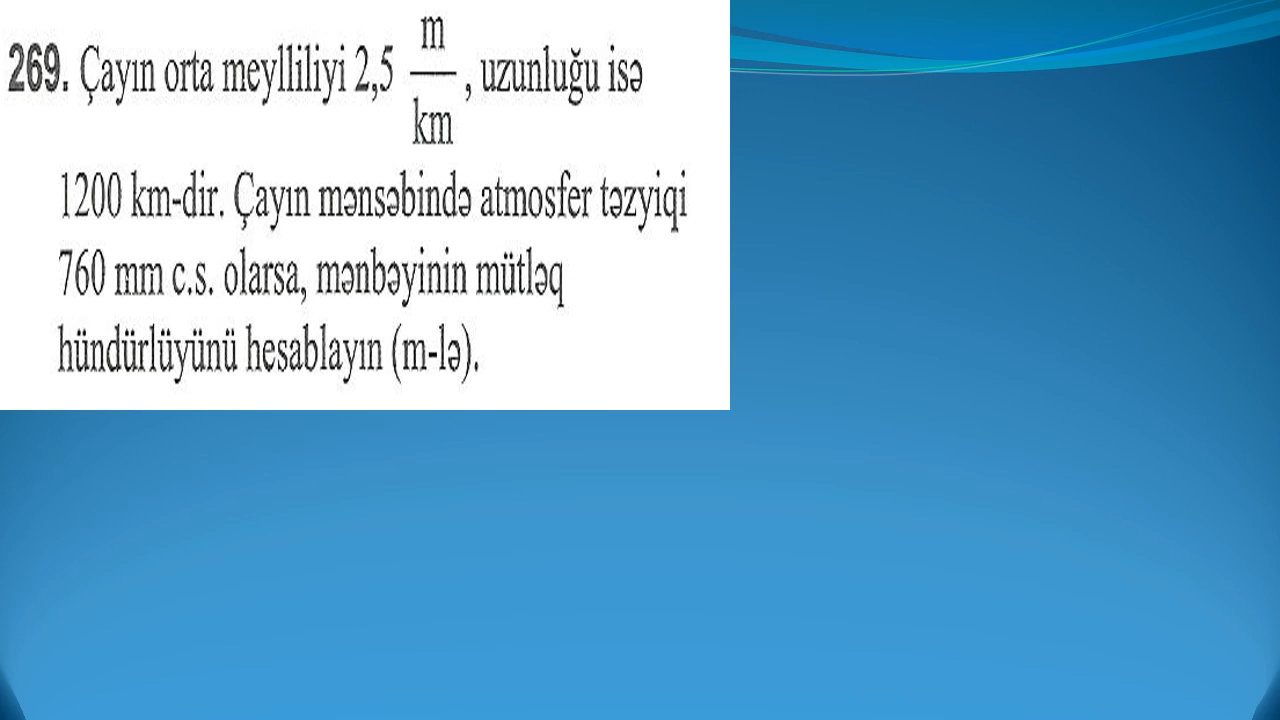 269. Çayın orta meylliliyi 2,5 m/km, uzunluğu isə
1200 km-dir. Çayın mənsəbində atmosfer təzyiqi
760 mm c.s. olarsa, mənbəyinin mütləq
hündürlüyünü hesablayın (m-lə).